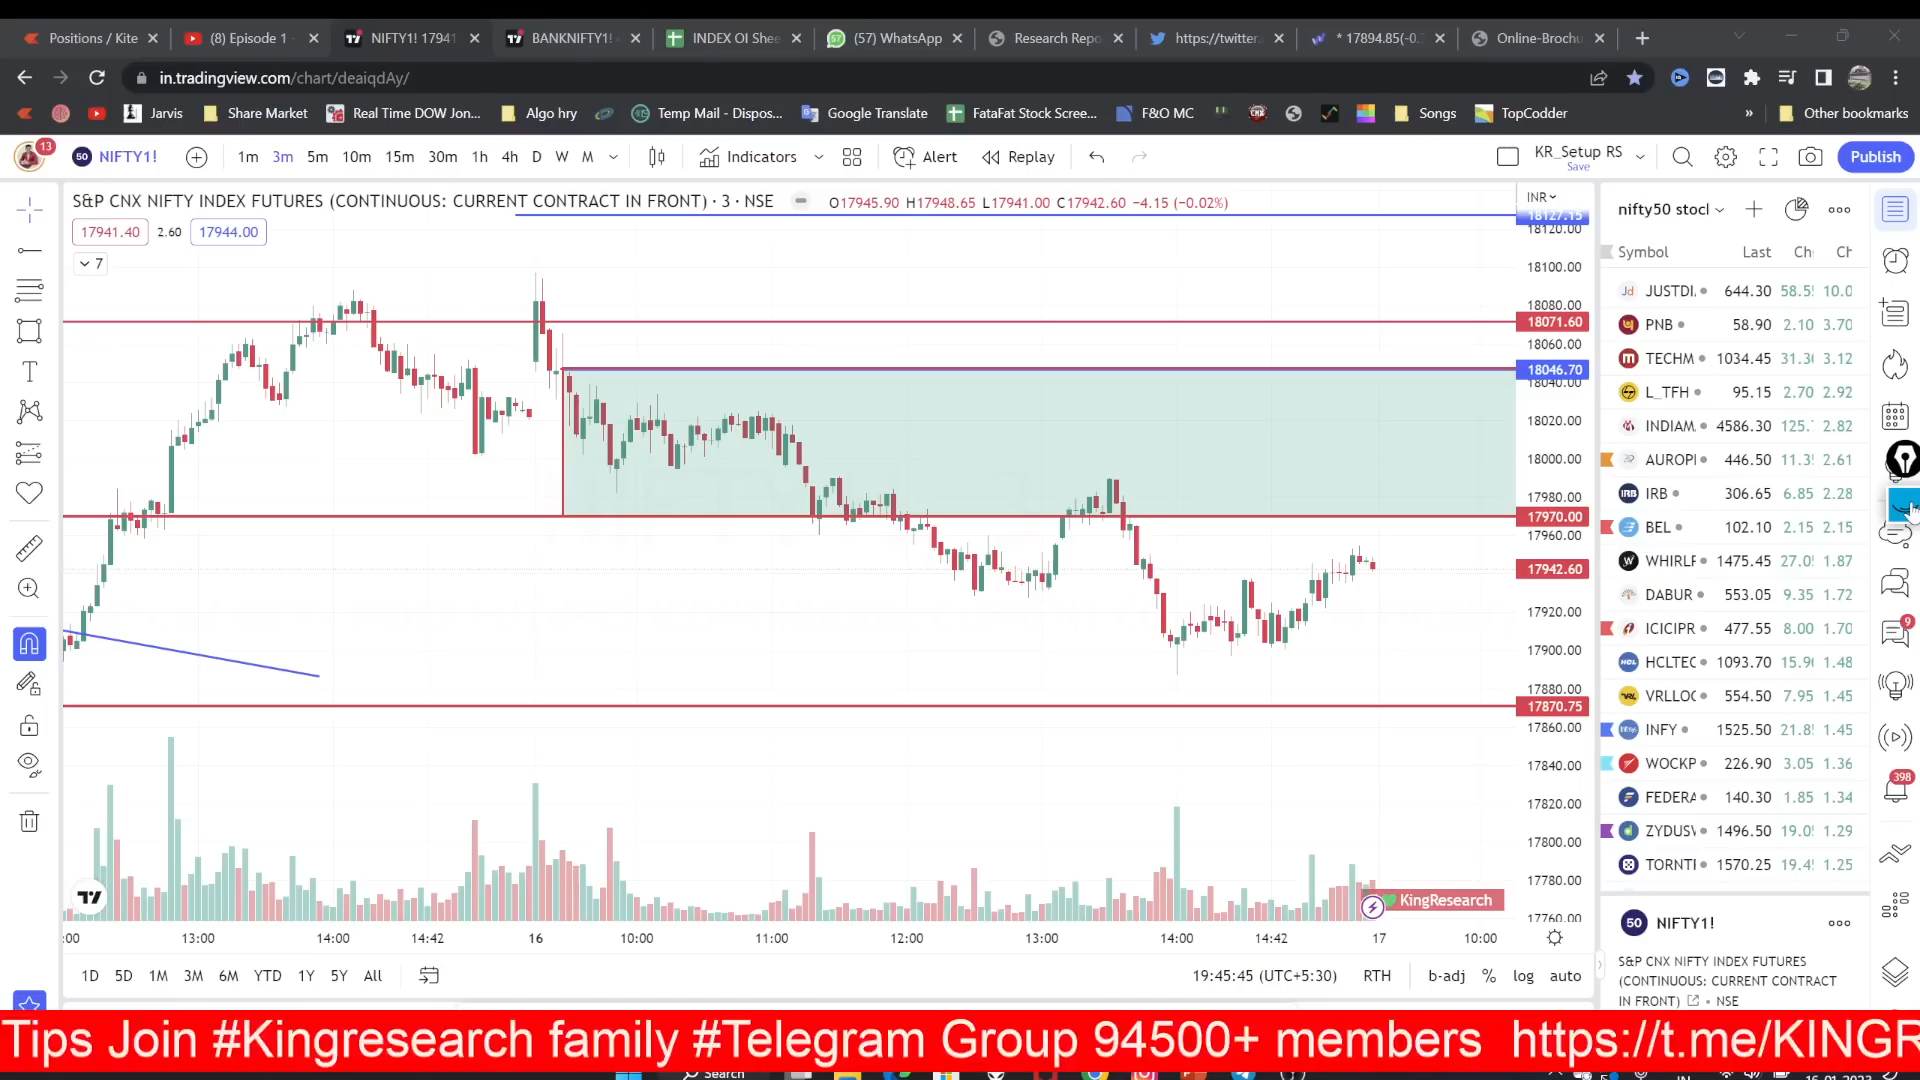 Positions / Kite
(8) Episode 1
NIFTY1! 17941
BANKNIFTY1!
INDEX OI Shee
(57) WhatsApp
Research Repo
https://twitter.
* 17894.85(-0.
Online-Brochu
in.tradingview.com/chart/deaiqdAy/
Jarvis
Share Market
Real Time DOW Jon...
Algo hry
Temp Mail - Dispos...
Google Translate
FataFat Stock Scree...
F&O MC
Songs
TopCoder
»
Other bookmarks
13
50 NIFTY1!
1m 3m 5m 10m 15m 30m 1h 4h D W M
Indicators
Alert
Replay
KR_Setup RS
Save
Publish
S&P CNX NIFTY INDEX FUTURES (CONTINUOUS: CURRENT CONTRACT IN FRONT) · 3 · NSE
O17945.90 H17948.65 L17941.00 C17942.60 −4.15 (−0.02%)
17941.40 2.60 17944.00
7
INR
18127.15
18120.00
18100.00
18080.00
18071.60
18060.00
18046.70
18040.00
18020.00
18000.00
17980.00
17970.00
17960.00
17942.60
17920.00
17900.00
17880.00
17870.75
17860.00
17840.00
17820.00
17800.00
17780.00
17760.00
KingResearch
:00 13:00 14:00 14:42 16 10:00 11:00 12:00 13:00 14:00 14:42 17 10:00
1D 5D 1M 3M 6M YTD 1Y 5Y All
19:45:45 (UTC+5:30) RTH b-adj % log auto
nifty50 stocl
Symbol Last Ch Ch
JUSTDI 644.30 58.5 10.0
PNB 58.90 2.10 3.70
TECHM 1034.45 31.3 3.12
L_TFH 95.15 2.70 2.92
INDIAM 4586.30 125. 2.82
AUROPI 446.50 11.3 2.61
IRB 306.65 6.85 2.28
BEL 102.10 2.15 2.15
WHIRLF 1475.45 27.0 1.87
DABUR 553.05 9.35 1.72
ICICIPR 477.55 8.00 1.70
HCLTEC 1093.70 15.9 1.48
VRLLOC 554.50 7.95 1.45
INFY 1525.50 21.8 1.45
WOCKP 226.90 3.05 1.36
FEDERA 140.30 1.85 1.34
ZYDUS 1496.50 19.0 1.29
TORNTI 1570.25 19.4 1.25
9
398
50 NIFTY1!
S&P CNX NIFTY INDEX FUTURES
(CONTINUOUS: CURRENT CONTRACT
IN FRONT) • NSE
Tips Join #Kingresearch family #Telegram Group 94500+ members https://t.me/KINGR
Search